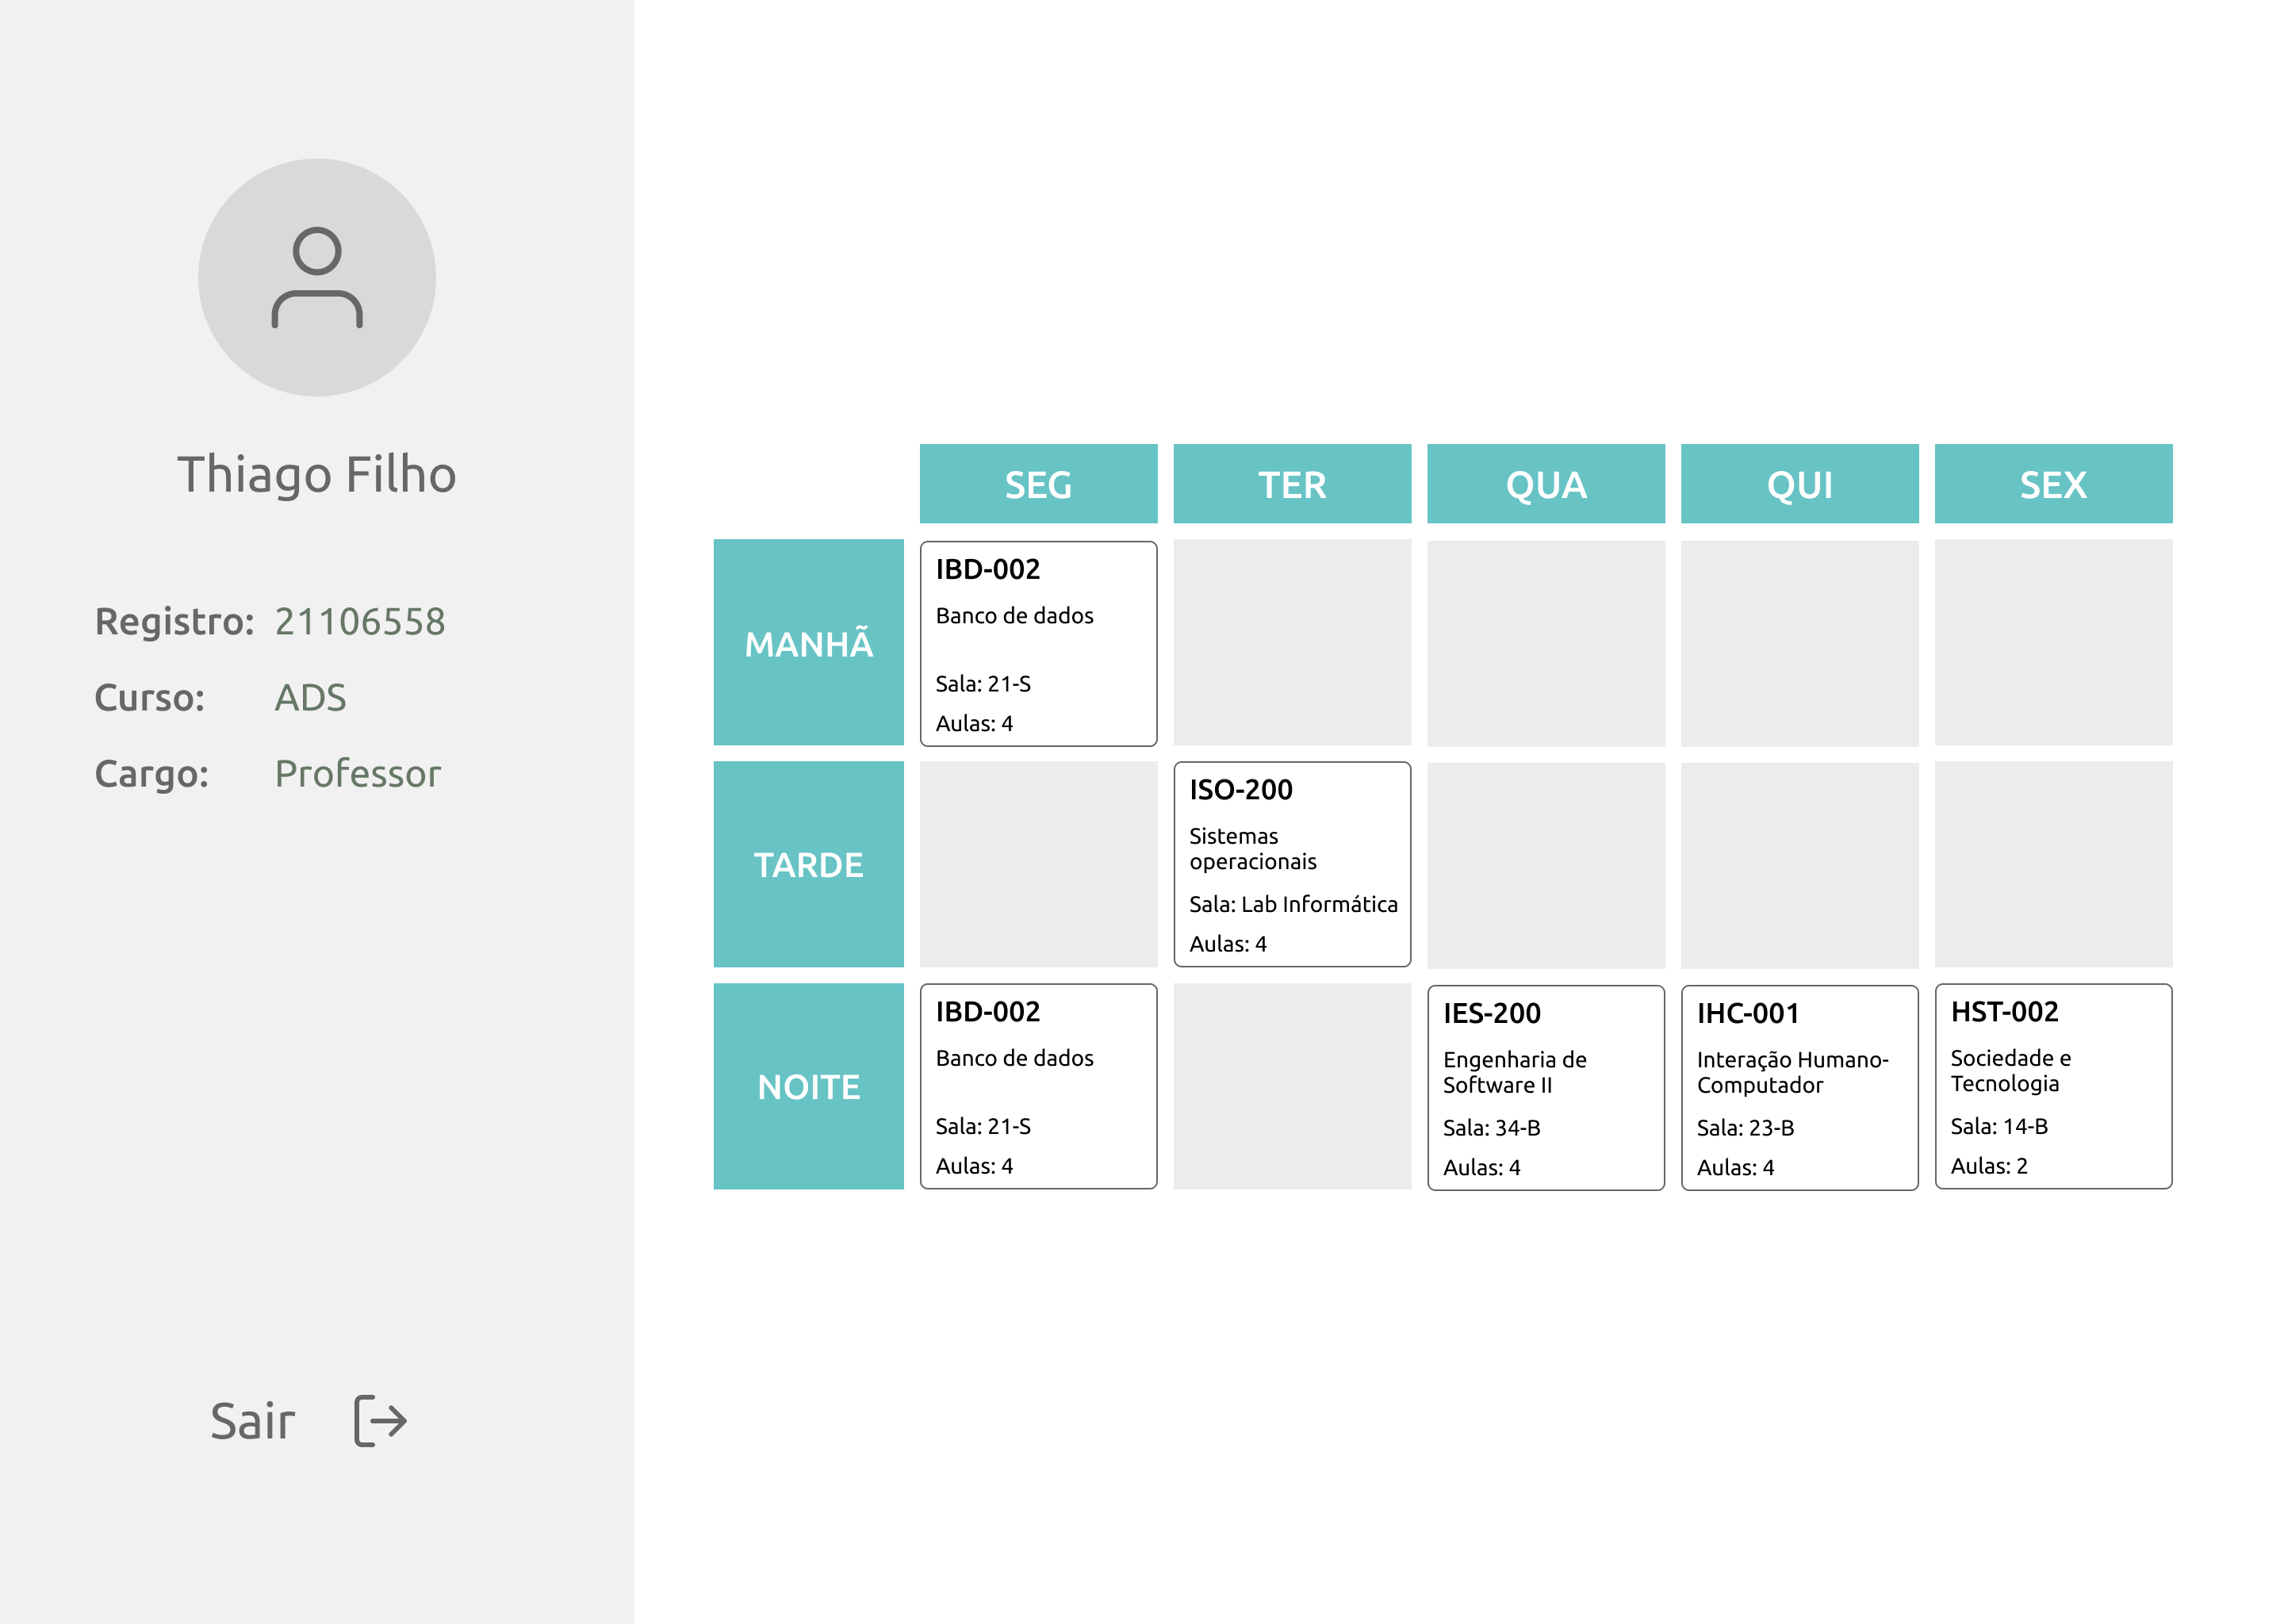 Thiago Filho
Registro: 21106558
Curso: ADS
Cargo: Professor
Sair
SEG TER QUA QUI SEX
MANHÃ
IBD-002
Banco de dados
Sala: 21-S
Aulas: 4
TARDE
ISO-200
Sistemas
operacionais
Sala: Lab Informática
Aulas: 4
NOITE
IBD-002
Banco de dados
Sala: 21-S
Aulas: 4
IES-200
Engenharia de
Software II
Sala: 34-B
Aulas: 4
IHC-001
Interação Humano-
Computador
Sala: 23-B
Aulas: 4
HST-002
Sociedade e
Tecnologia
Sala: 14-B
Aulas: 2